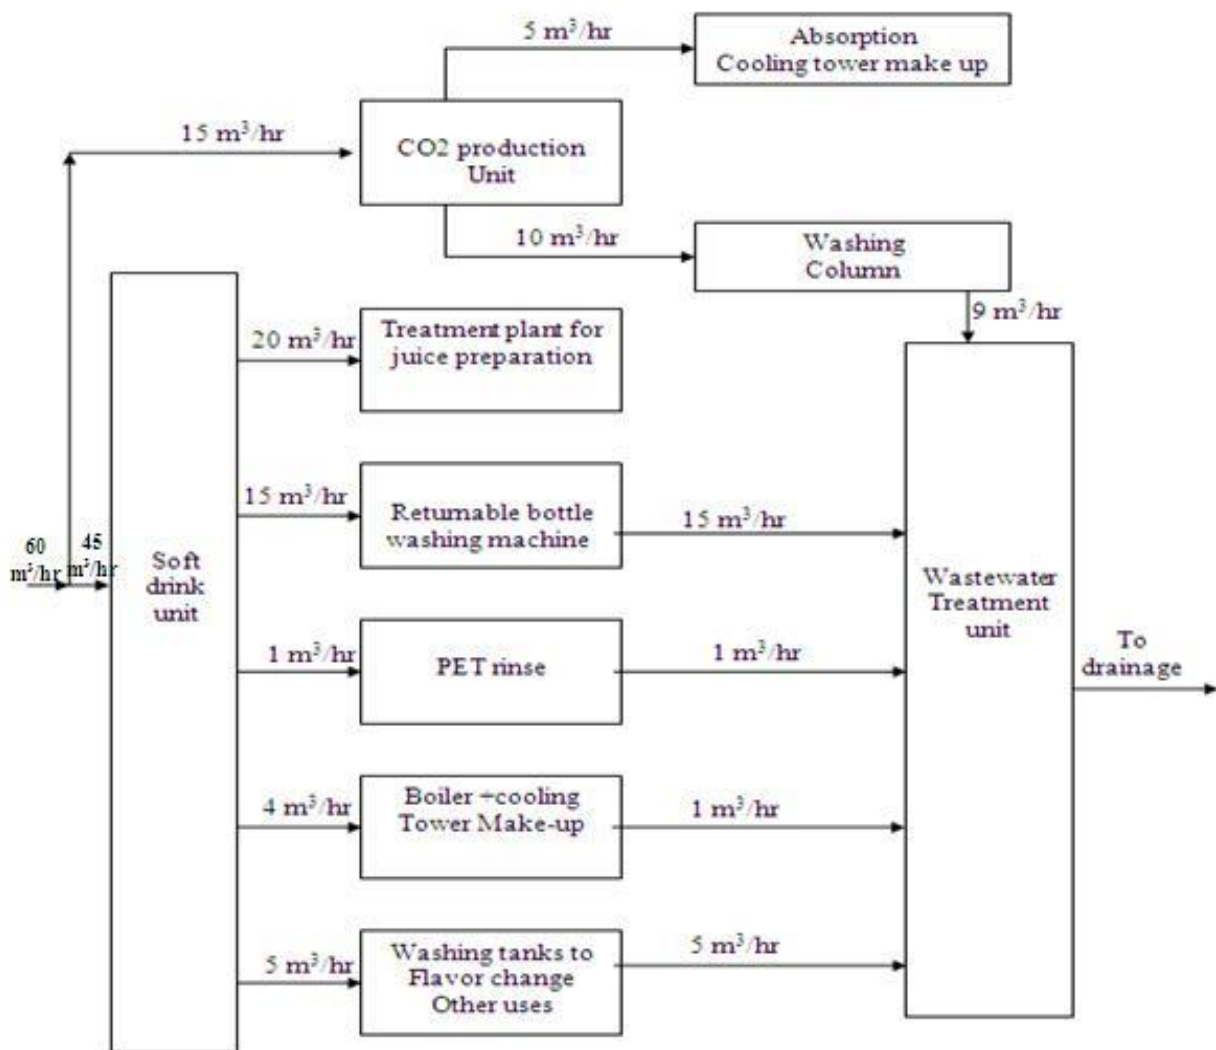 5 m³/hr
Absorption
Cooling tower make up
15 m³/hr
CO2 production
Unit
10 m³/hr
Washing
Column
9 m³/hr
20 m³/hr
Treatment plant for
juice preparation
15 m³/hr
Returnable bottle
washing machine
15 m³/hr
60
m³/hr
45
m³/hr
Soft
drink
unit
Wastewater
Treatment
unit
1 m³/hr
PET rinse
1 m³/hr
To
drainage
4 m³/hr
Boiler +cooling
Tower Make-up
1 m³/hr
5 m³/hr
Washing tanks to
Flavor change
Other uses
5 m³/hr